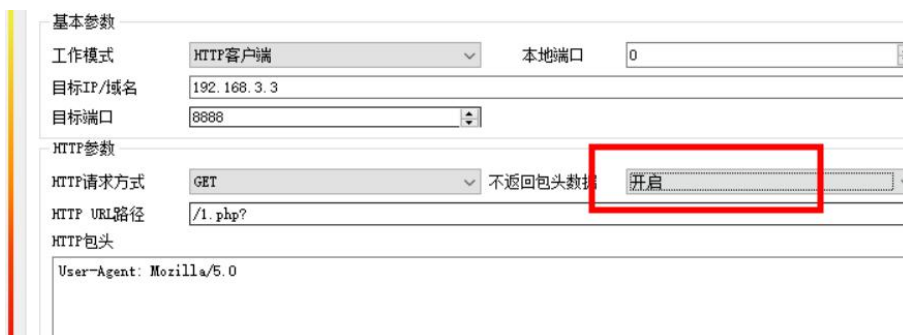 基本参数
工作模式 HTTP客户端 本地端口 0
目标IP/域名 192.168.3.3
目标端口 8888
HTTP参数
HTTP请求方式 GET 不返回包头数据 开启
HTTP URL路径 /1.php?
HTTP包头
User-Agent: Mozilla/5.0